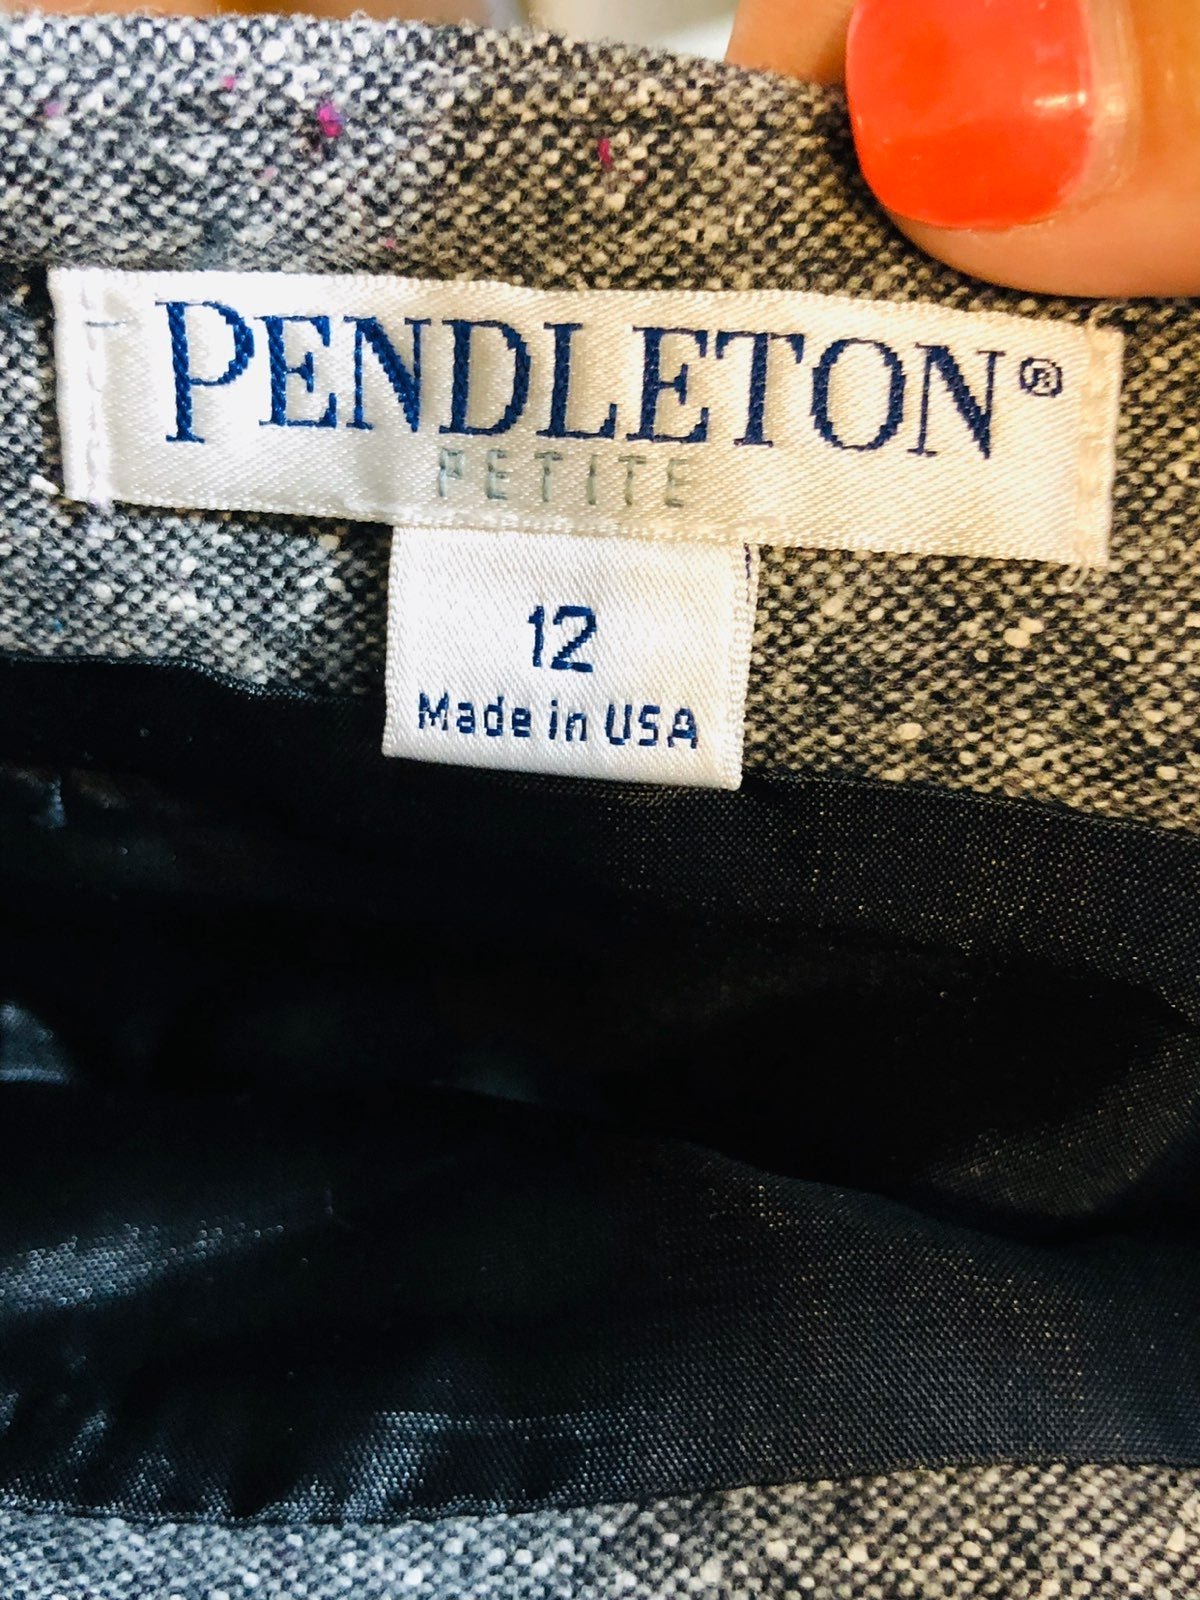 PENDLETON®
PETITE
12
Made in USA